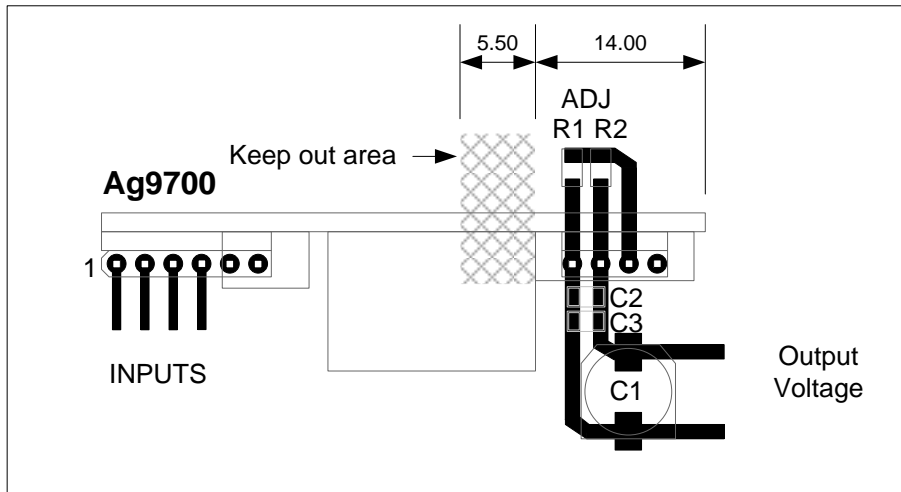 5.50 14.00
ADJ
R1 R2
Keep out area
Ag9700
1
C2
C3
INPUTS
C1
Output
Voltage